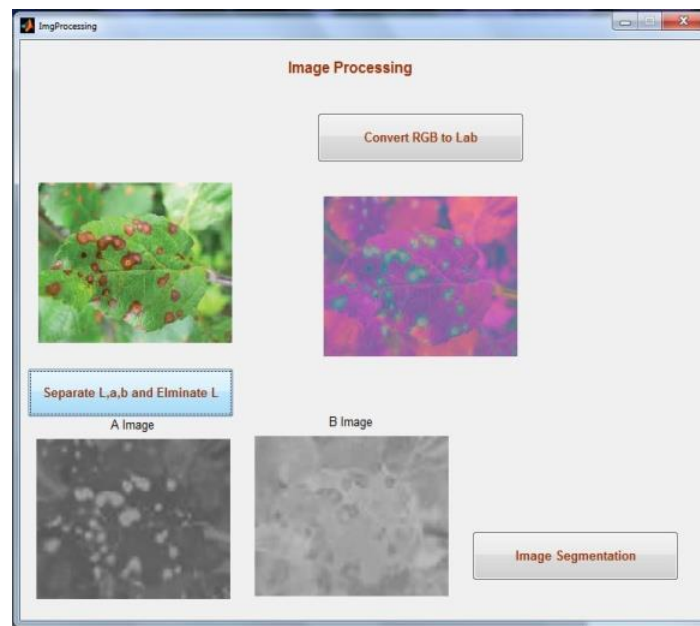 ImgProcessing
Image Processing
Convert RGB to Lab
Separate L,a,b and Elminate L
A Image
B Image
Image Segmentation